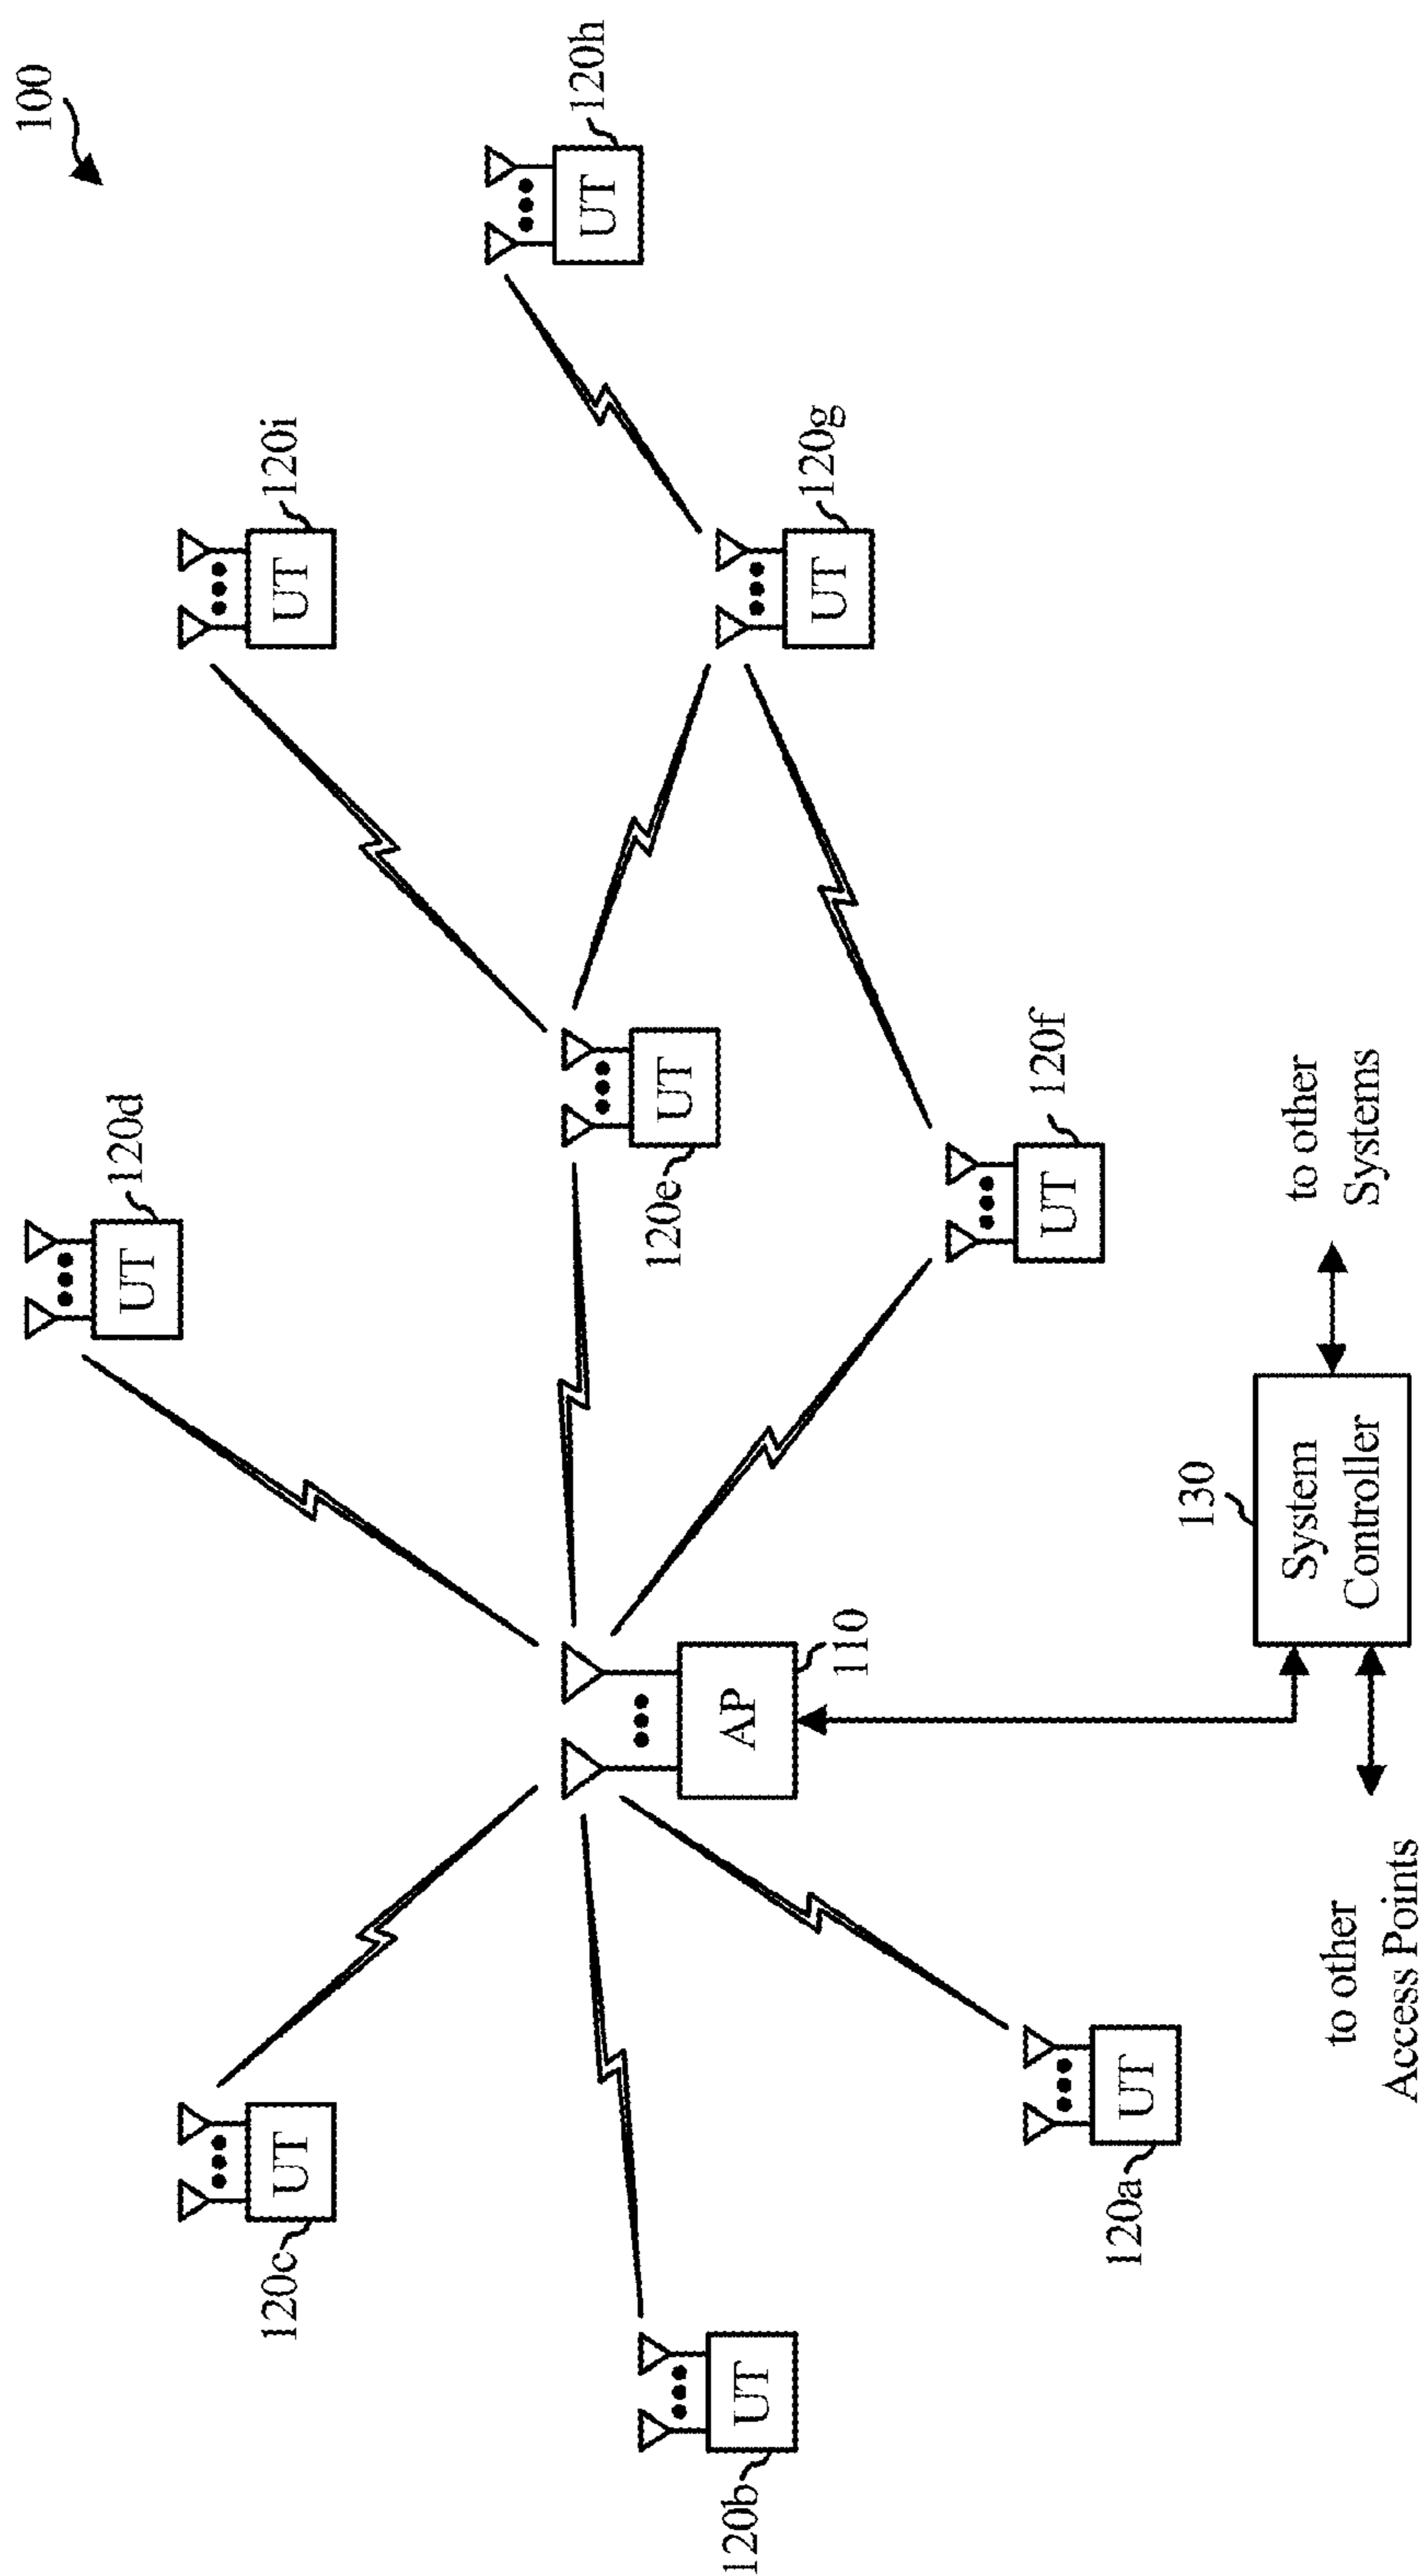 100
UT
120d
UT
120c
UT
120i
UT
120h
UT
120e
UT
120b
AP
110
UT
120g
UT
120a
UT
120f
130
System
Controller
to other
Access Points
to other
Systems